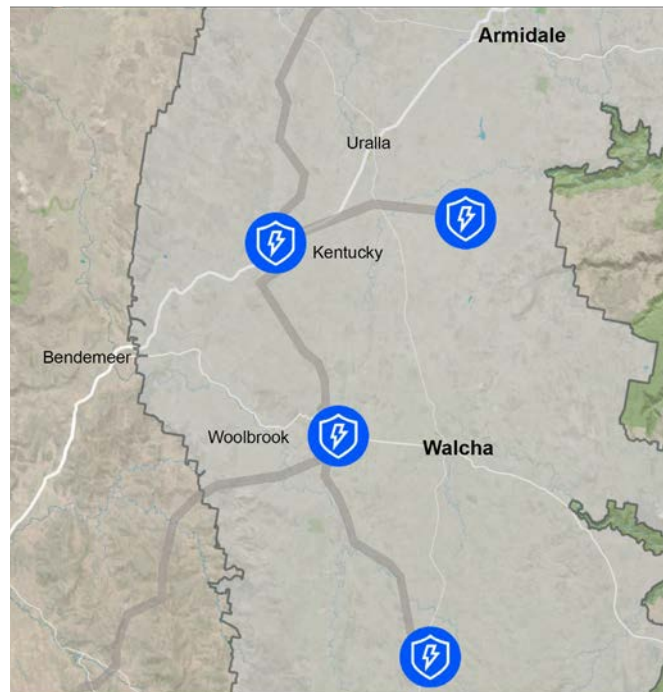 Armidale
Uralla
Kentucky
Bendemeer
Woolbrook
Walcha